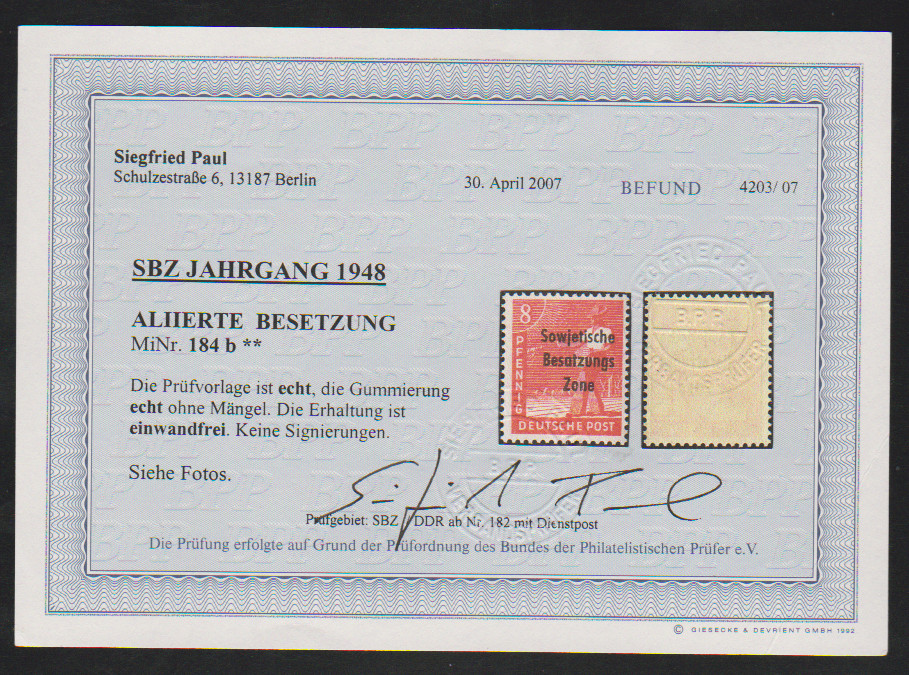 Siegfried Paul
Schulzestraße 6, 13187 Berlin
30. April 2007
BEFUND
4203/ 07
SBZ JAHRGANG 1948
ALIIERTE BESETZUNG
MiNr. 184 b **
Die Prüfvorlage ist echt, die Gummierung
echt ohne Mängel. Die Erhaltung ist
einwandfrei. Keine Signierungen.
Siehe Fotos.
8
PFENNIG
Sowjetische
Besatzungs
Zone
DEUTSCHE POST
SIEGFRIED PAUL
B.P.P.
Prüfgebiet: SBZ / DDR ab Nr. 182 mit Dienstpost
Die Prüfung erfolgte auf Grund der Prüfordnung des Bundes der Philatelistischen Prüfer e.V.
© GIESECKE & DEVRIENT GMBH 1992